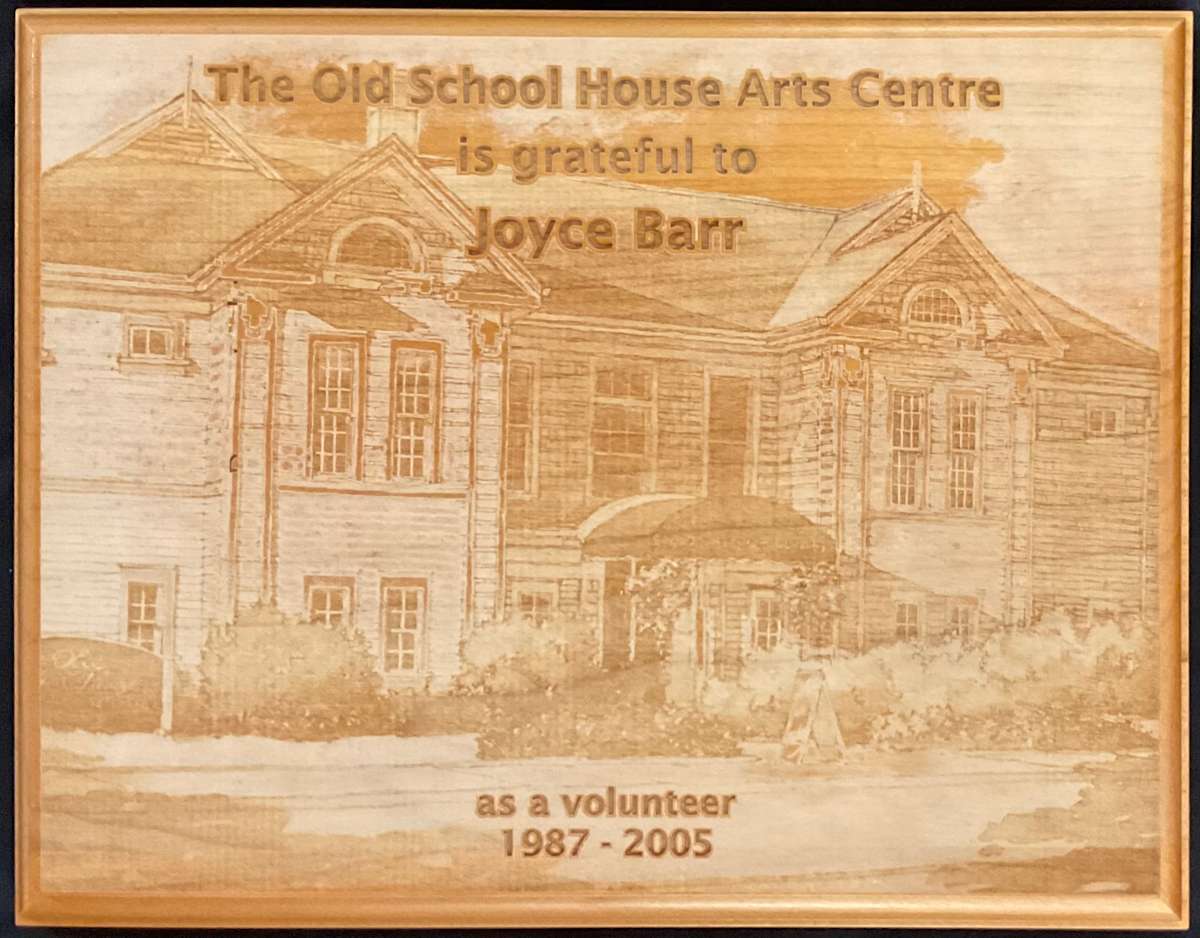 The Old School House Arts Centre
is grateful to
Joyce Barr
as a volunteer
1987 - 2005